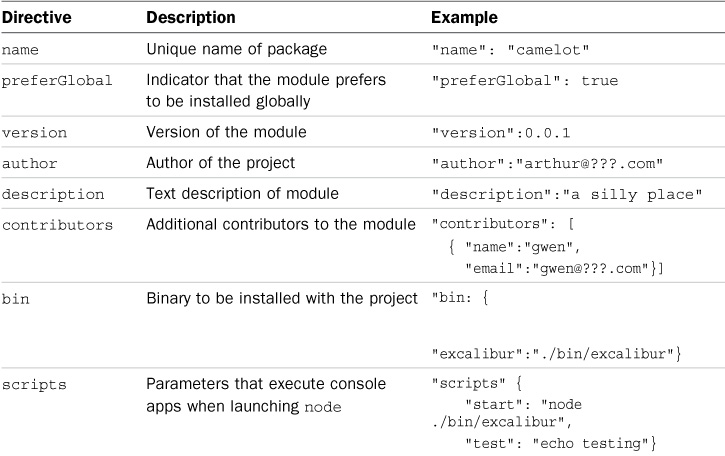 Directive Description Example
name Unique name of package "name": "camelot"
preferGlobal Indicator that the module prefers "preferGlobal": true
to be installed globally
version Version of the module "version":0.0.1
author Author of the project "author":"arthur@???.com"
description Text description of module "description":"a silly place"
contributors Additional contributors to the module "contributors": [
{ "name":"gwen",
"email":"gwen@???.com"}]
bin Binary to be installed with the project "bin: {
"excalibur":"./bin/excalibur"}
scripts Parameters that execute console "scripts" {
apps when launching node "start": "node
./bin/excalibur",
"test": "echo testing"}